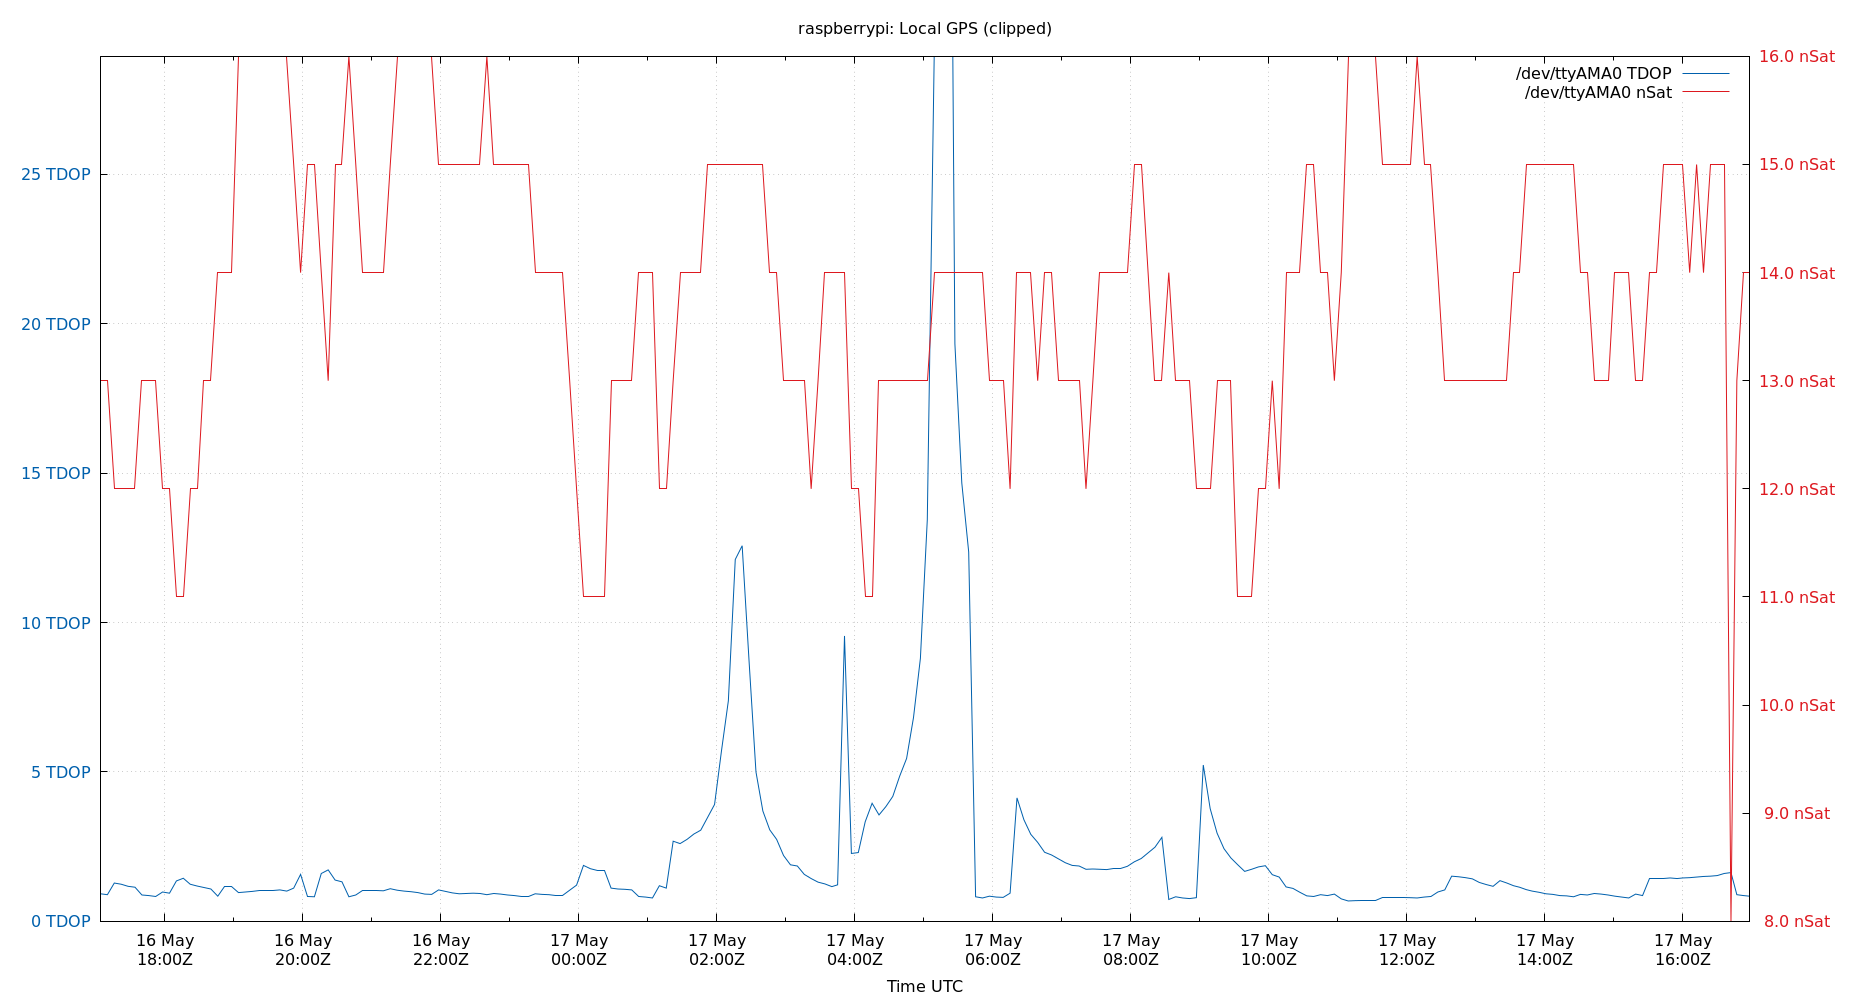 raspberrypi: Local GPS (clipped)
/dev/ttyAMA0 TDOP
/dev/ttyAMA0 nSat
25 TDOP
20 TDOP
15 TDOP
10 TDOP
5 TDOP
0 TDOP
16.0 nSat
15.0 nSat
14.0 nSat
13.0 nSat
12.0 nSat
11.0 nSat
10.0 nSat
9.0 nSat
8.0 nSat
16 May
18:00Z
16 May
20:00Z
16 May
22:00Z
17 May
00:00Z
17 May
02:00Z
17 May
04:00Z
17 May
06:00Z
17 May
08:00Z
17 May
10:00Z
17 May
12:00Z
17 May
14:00Z
17 May
16:00Z
Time UTC